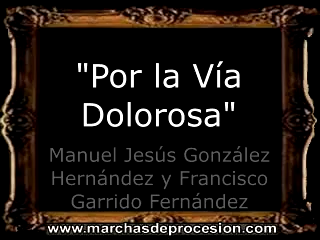 "Por la Vía
Dolorosa"
Manuel Jesús González
Hernández y Francisco
Garrido Fernández
www.marchasdeprocesion.com